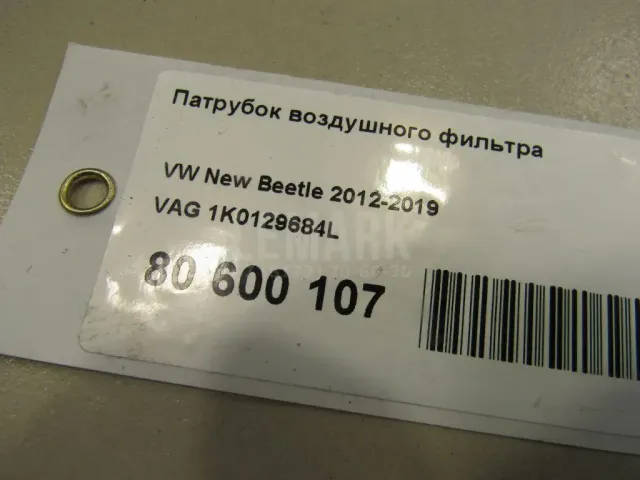 Патрубок воздушного фильтра
VW New Beetle 2012-2019
VAG 1K0129684L
80 600 107